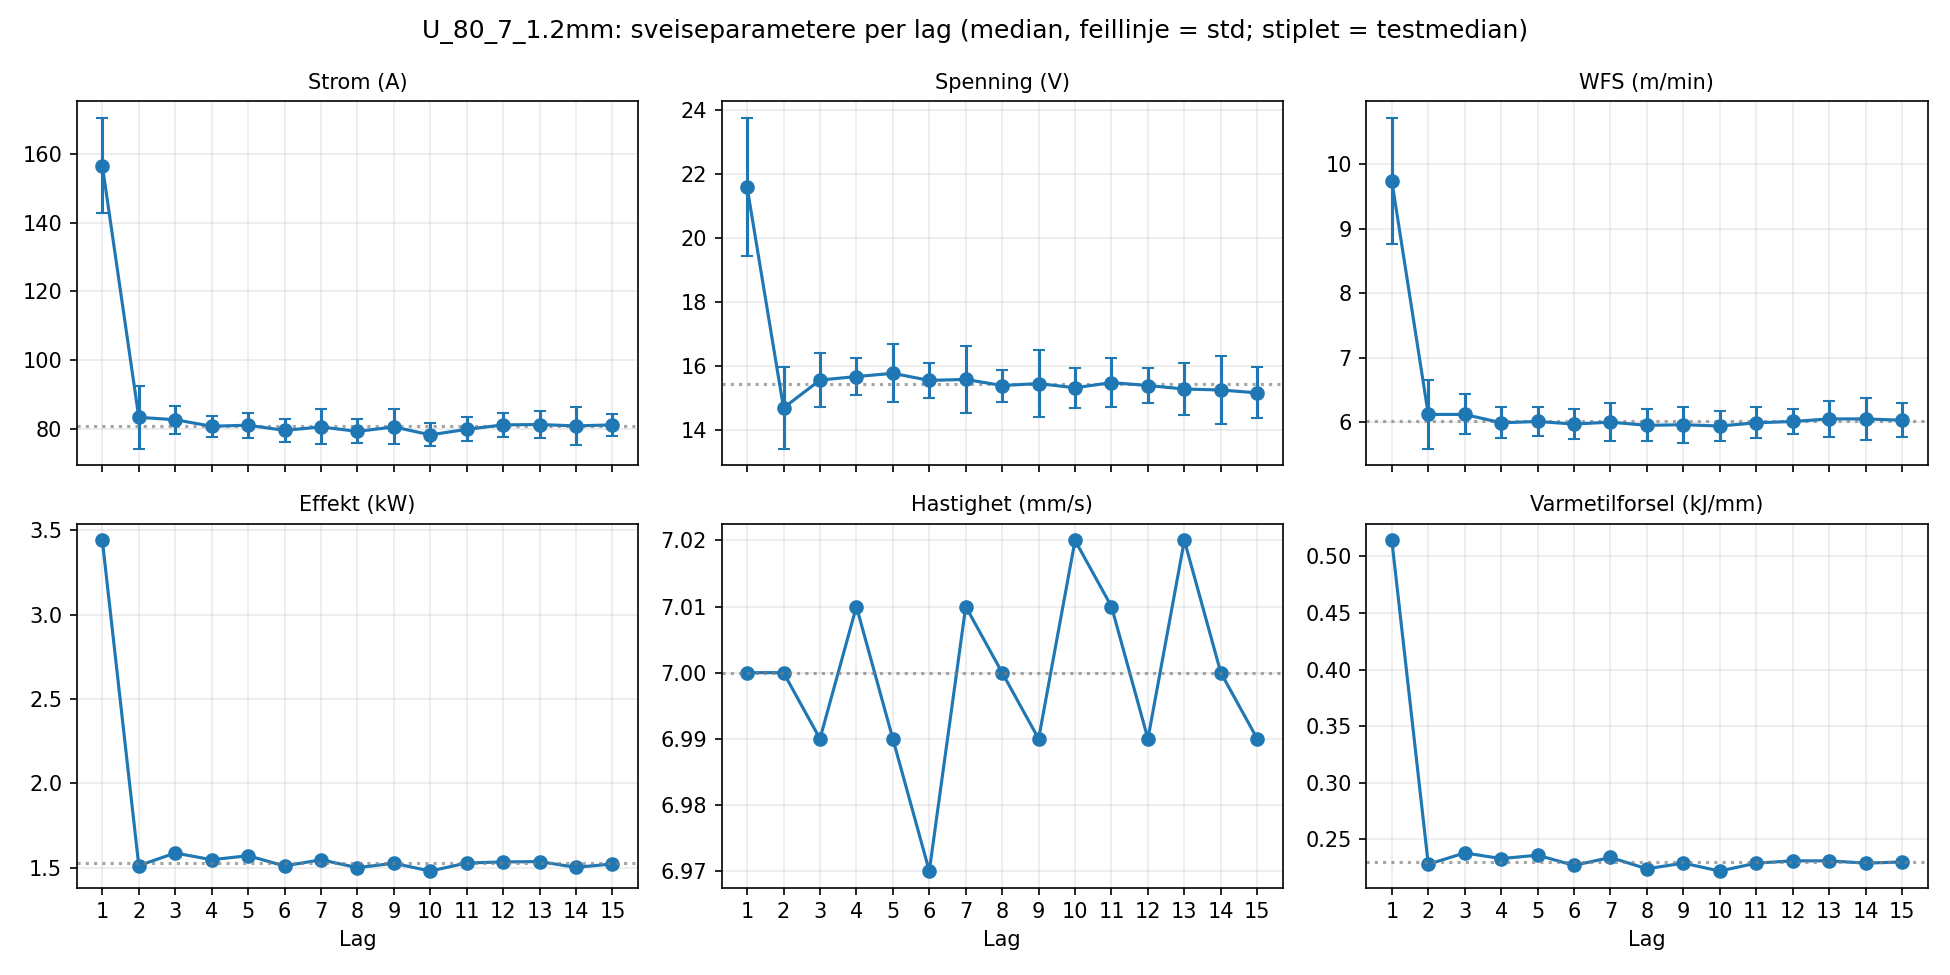 U_80_7_1.2mm: sveiseparametere per lag (median, feillinje = std; stiplet = testmedian)
Strom (A)
160
140
120
100
80
Spenning (V)
24
22
20
18
16
14
WFS (m/min)
10
9
8
7
6
Effekt (kW)
3.5
3.0
2.5
2.0
1.5
1 2 3 4 5 6 7 8 9 10 11 12 13 14 15
Lag
Hastighet (mm/s)
7.02
7.01
7.00
6.99
6.98
6.97
1 2 3 4 5 6 7 8 9 10 11 12 13 14 15
Lag
Varmetilforsel (kJ/mm)
0.50
0.45
0.40
0.35
0.30
0.25
1 2 3 4 5 6 7 8 9 10 11 12 13 14 15
Lag